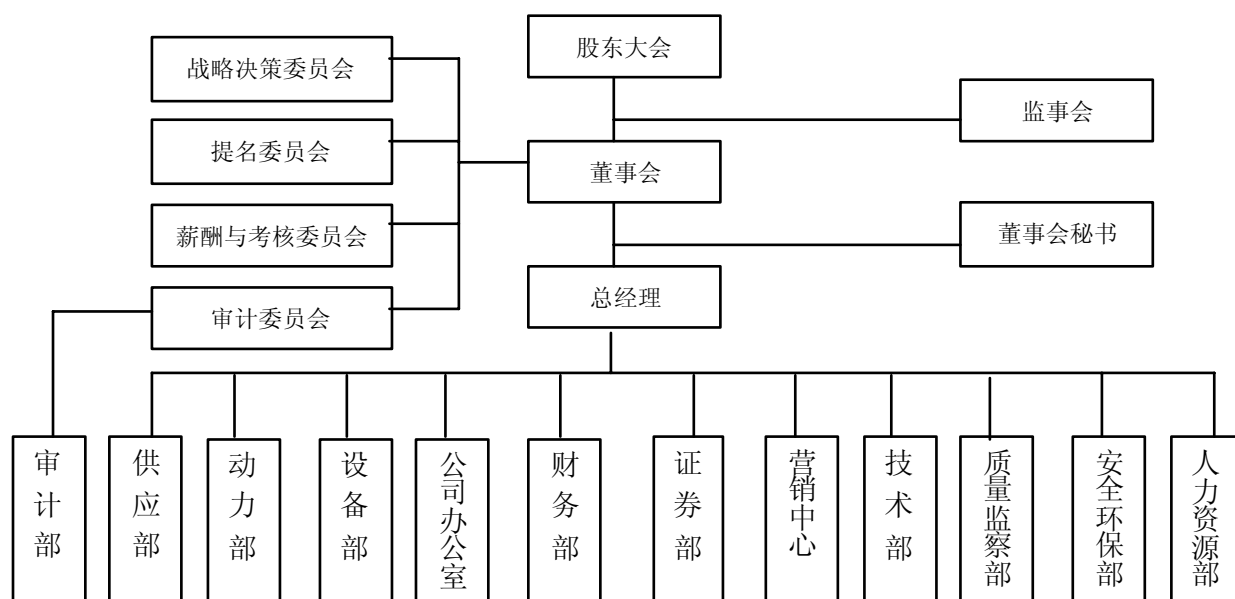 股东大会
战略决策委员会
监事会
提名委员会
董事会
薪酬与考核委员会
董事会秘书
总经理
审计委员会
审计部
供应部
动力部
设备部
公司办公室
财务部
证券部
营销中心
技术部
质量监察部
安全环保部
人力资源部